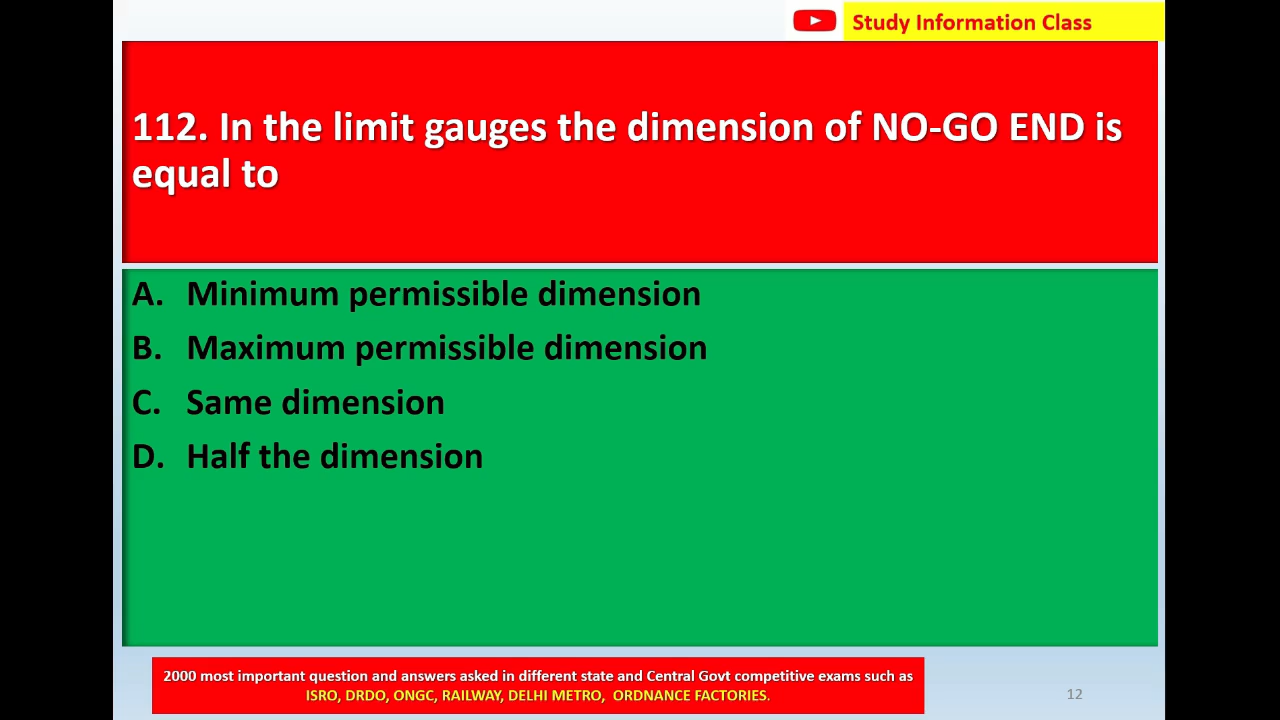 Study Information Class
112. In the limit gauges the dimension of NO-GO END is
equal to
A. Minimum permissible dimension
B. Maximum permissible dimension
C. Same dimension
D. Half the dimension
2000 most important question and answers asked in different state and Central Govt competitive exams such as
ISRO, DRDO, ONGC, RAILWAY, DELHI METRO, ORDNANCE FACTORIES.
12